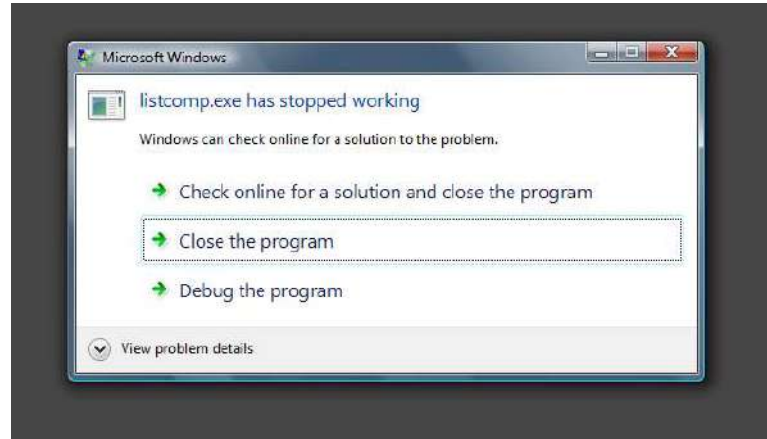 Microsoft Windows
listcomp.exe has stopped working
Windows can check online for a solution to the problem.
Check online for a solution and close the program
Close the program
Debug the program
View problem details